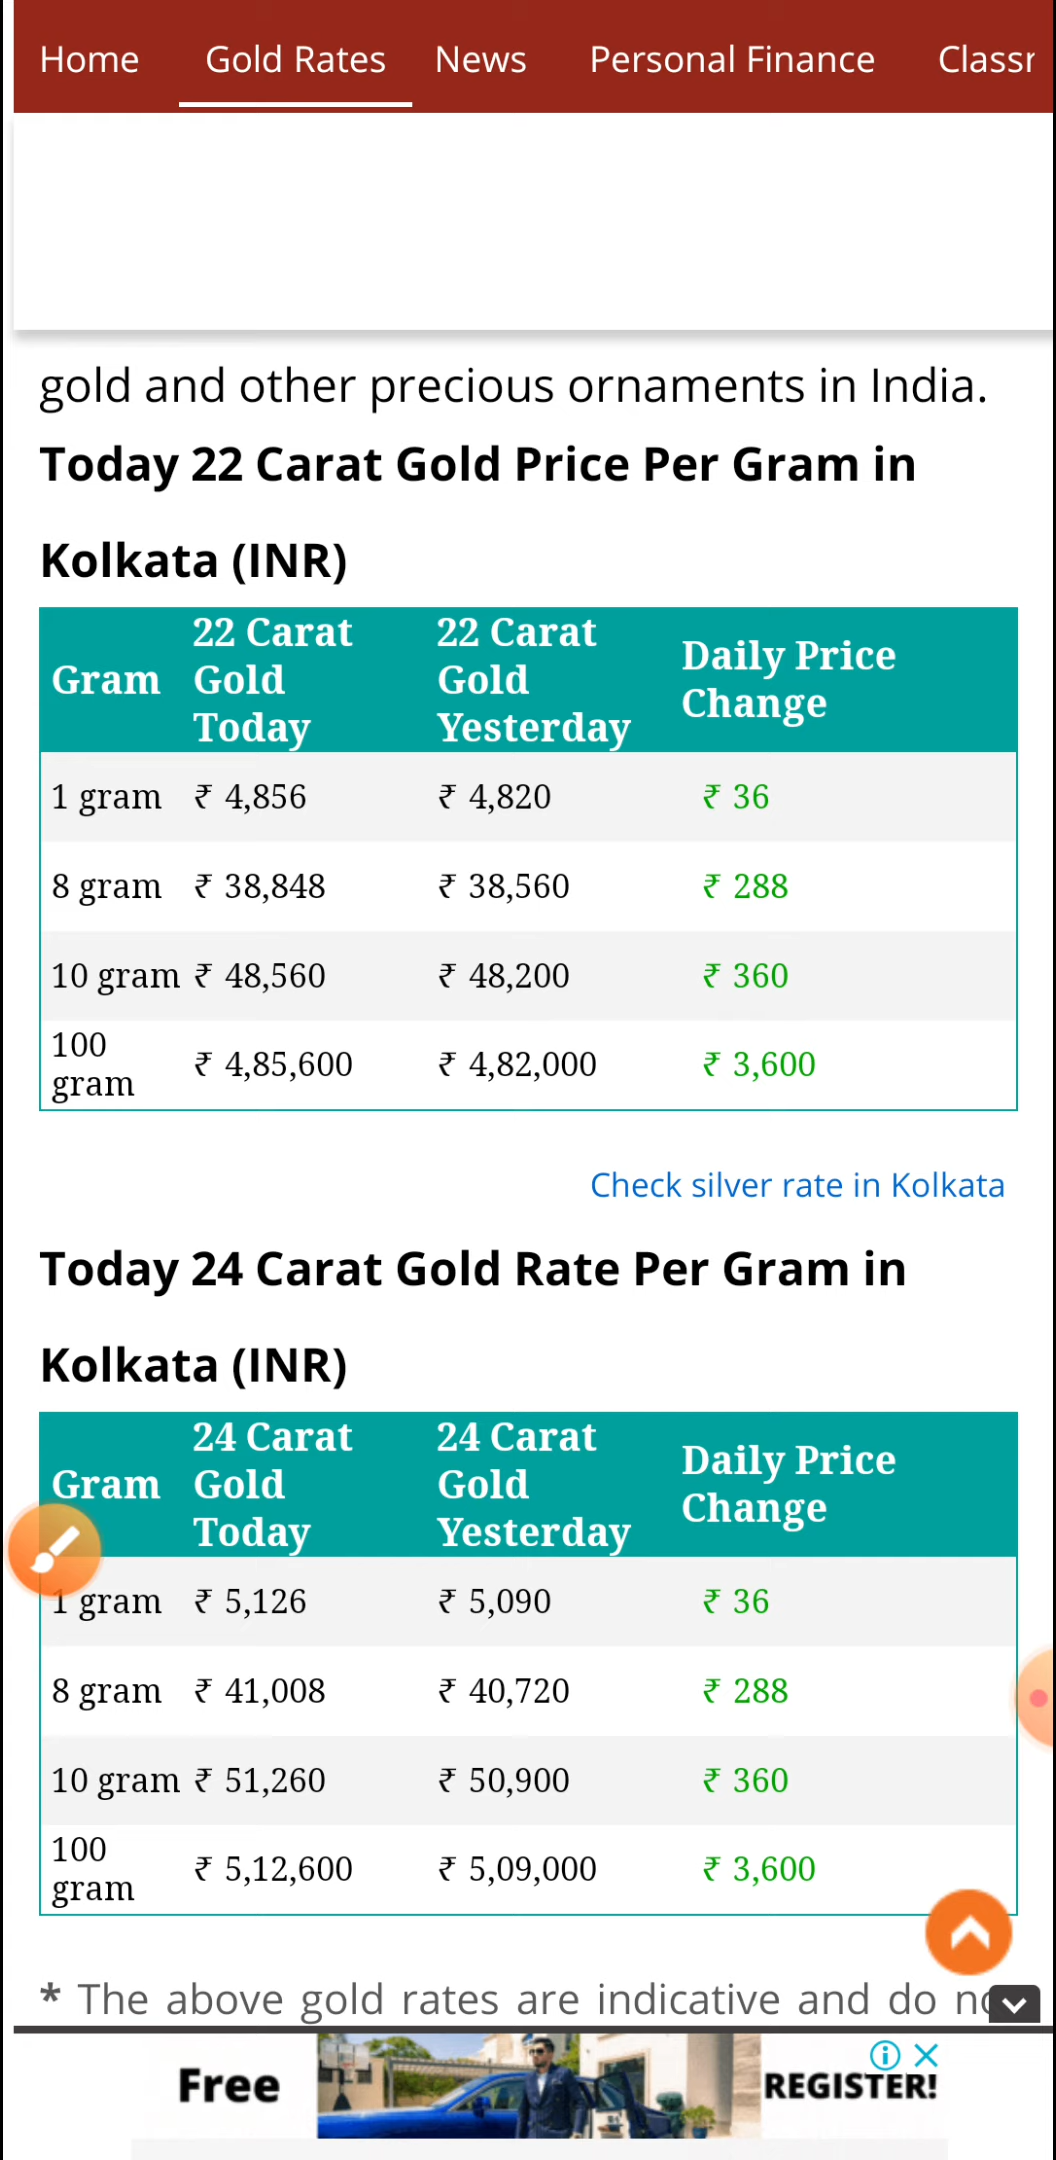 Home Gold Rates News Personal Finance Classr
gold and other precious ornaments in India.
Today 22 Carat Gold Price Per Gram in
Kolkata (INR)
Gram 22 Carat Gold Today 22 Carat Gold Yesterday Daily Price Change
1 gram ₹ 4,856 ₹ 4,820 ₹ 36
8 gram ₹ 38,848 ₹ 38,560 ₹ 288
10 gram ₹ 48,560 ₹ 48,200 ₹ 360
100 gram ₹ 4,85,600 ₹ 4,82,000 ₹ 3,600
Check silver rate in Kolkata
Today 24 Carat Gold Rate Per Gram in
Kolkata (INR)
Gram 24 Carat Gold Today 24 Carat Gold Yesterday Daily Price Change
1 gram ₹ 5,126 ₹ 5,090 ₹ 36
8 gram ₹ 41,008 ₹ 40,720 ₹ 288
10 gram ₹ 51,260 ₹ 50,900 ₹ 360
100 gram ₹ 5,12,600 ₹ 5,09,000 ₹ 3,600
* The above gold rates are indicative and do
Free REGISTER!